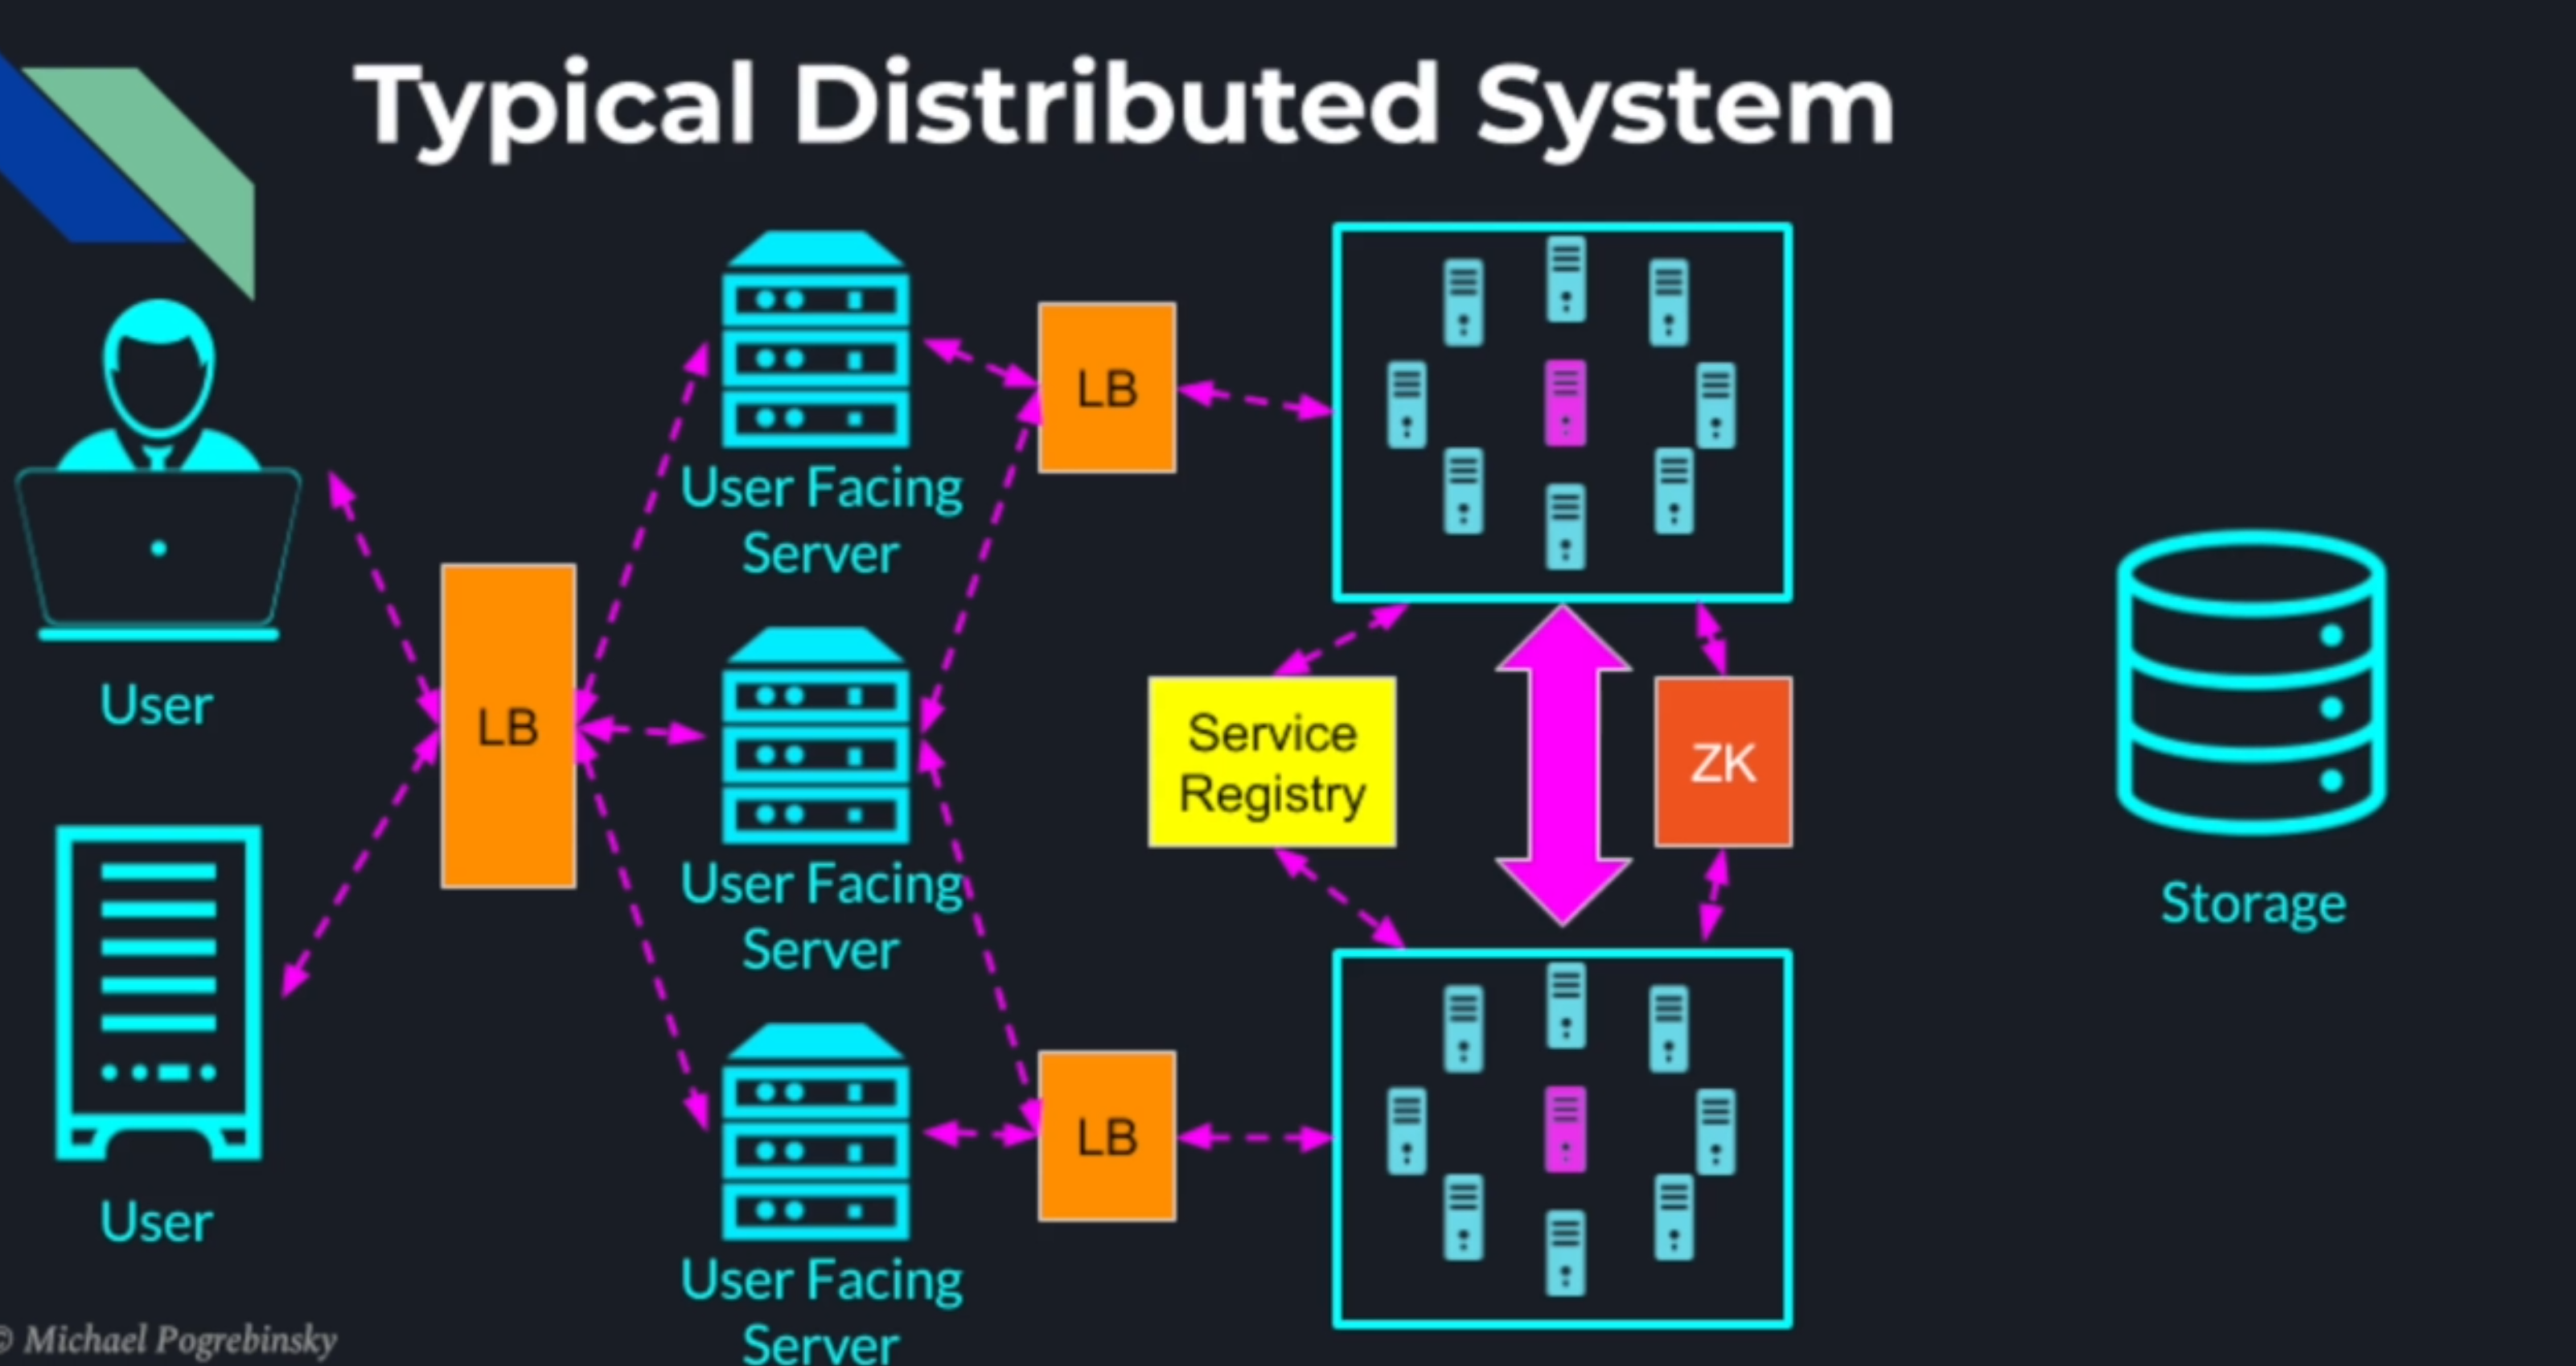 Typical Distributed System
User
User
LB
User Facing
Server
User Facing
Server
User Facing
Server
LB
LB
Service
Registry
ZK
Storage
© Michael Pogrebinsky